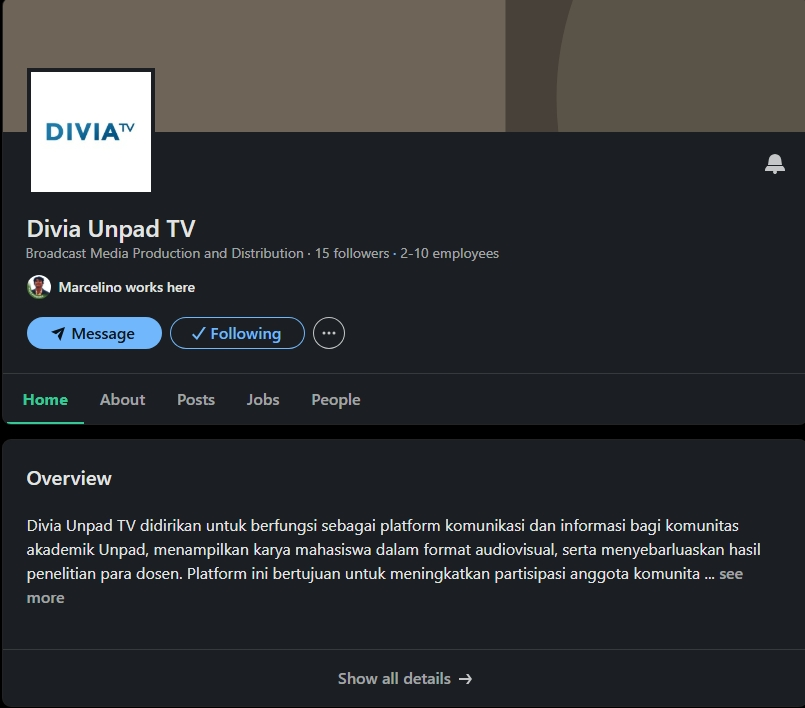 DIVIA TV
Divia Unpad TV
Broadcast Media Production and Distribution · 15 followers · 2-10 employees
Marcelino works here
Message
Following
Home
About
Posts
Jobs
People
Overview
Divia Unpad TV didirikan untuk berfungsi sebagai platform komunikasi dan informasi bagi komunitas
akademik Unpad, menampilkan karya mahasiswa dalam format audiovisual, serta menyebarluaskan hasil
penelitian para dosen. Platform ini bertujuan untuk meningkatkan partisipasi anggota komunita ... see
more
Show all details →